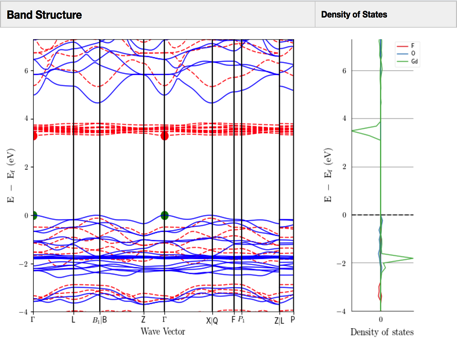 Band Structure
Density of States
E − E_f (eV)
6
4
2
0
−2
−4
Γ L B₁|B Z Γ X|Q F P₁ Z|L P
Wave Vector
E − E_f (eV)
6
4
2
0
−2
−4
F
O
Gd
0
Density of states